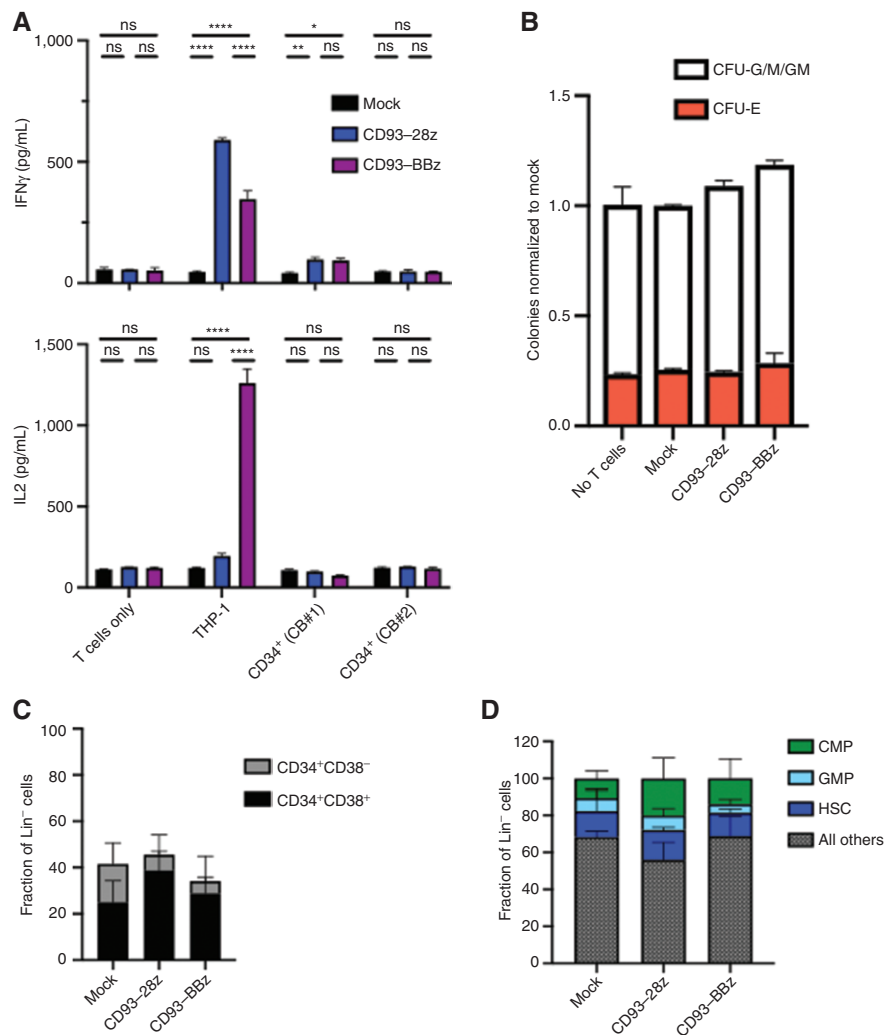 A
ns
****
*
ns
ns ns
**** ****
** ns
ns ns
1,000
500
0
IFNγ (pg/mL)
Mock
CD93–28z
CD93–BBz
ns
****
ns
ns
ns ns
ns ****
ns ns
ns ns
1,500
1,000
500
0
IL2 (pg/mL)
T cells only
THP-1
CD34⁺ (CB#1)
CD34⁺ (CB#2)
B
CFU-G/M/GM
CFU-E
1.5
1.0
0.5
0.0
Colonies normalized to mock
No T cells
Mock
CD93–28z
CD93–BBz
C
100
80
60
40
20
0
Fraction of Lin⁻ cells
CD34⁺CD38⁻
CD34⁺CD38⁺
Mock
CD93–28z
CD93–BBz
D
120
100
80
60
40
20
0
Fraction of Lin⁻ cells
CMP
GMP
HSC
All others
Mock
CD93–28z
CD93–BBz